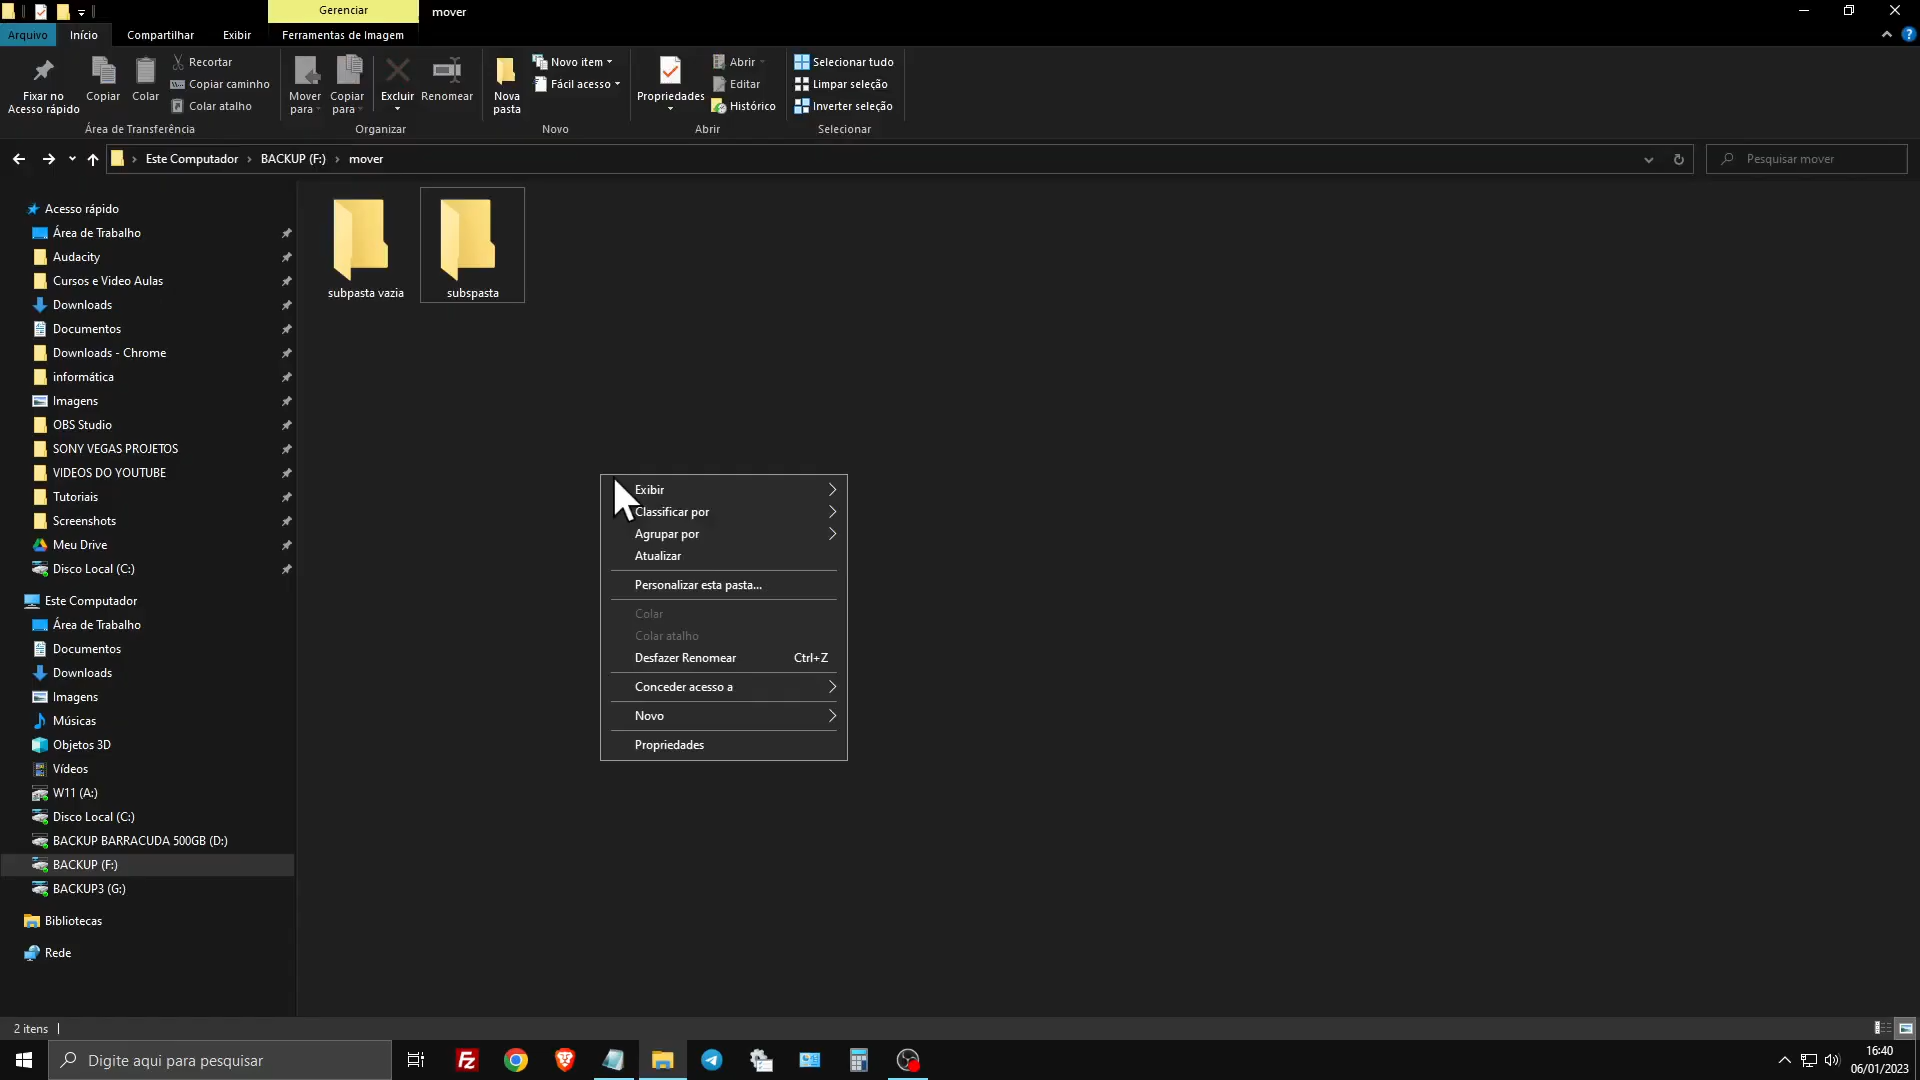 Gerenciar
mover
Arquivo
Início
Compartilhar
Exibir
Ferramentas de Imagem
Fixar no
Acesso rápido
Copiar
Colar
Recortar
Copiar caminho
Colar atalho
Área de Transferência
Mover
para
Copiar
para
Excluir
Renomear
Organizar
Nova
pasta
Novo item
Fácil acesso
Novo
Propriedades
Abrir
Editar
Histórico
Abrir
Selecionar tudo
Limpar seleção
Inverter seleção
Selecionar
Este Computador
BACKUP (F:)
mover
Pesquisar mover
Acesso rápido
Área de Trabalho
Audacity
Cursos e Video Aulas
Downloads
Documentos
Downloads - Chrome
informática
Imagens
OBS Studio
SONY VEGAS PROJETOS
VIDEOS DO YOUTUBE
Tutoriais
Screenshots
Meu Drive
Disco Local (C:)
Este Computador
Área de Trabalho
Documentos
Downloads
Imagens
Músicas
Objetos 3D
Vídeos
W11 (A:)
Disco Local (C:)
BACKUP BARRACUDA 500GB (D:)
BACKUP (F:)
BACKUP3 (G:)
Bibliotecas
Rede
subpasta vazia
subspasta
Exibir
Classificar por
Agrupar por
Atualizar
Personalizar esta pasta...
Colar
Colar atalho
Desfazer Renomear Ctrl+Z
Conceder acesso a
Novo
Propriedades
2 itens
Digite aqui para pesquisar
Fz
16:40
06/01/2023